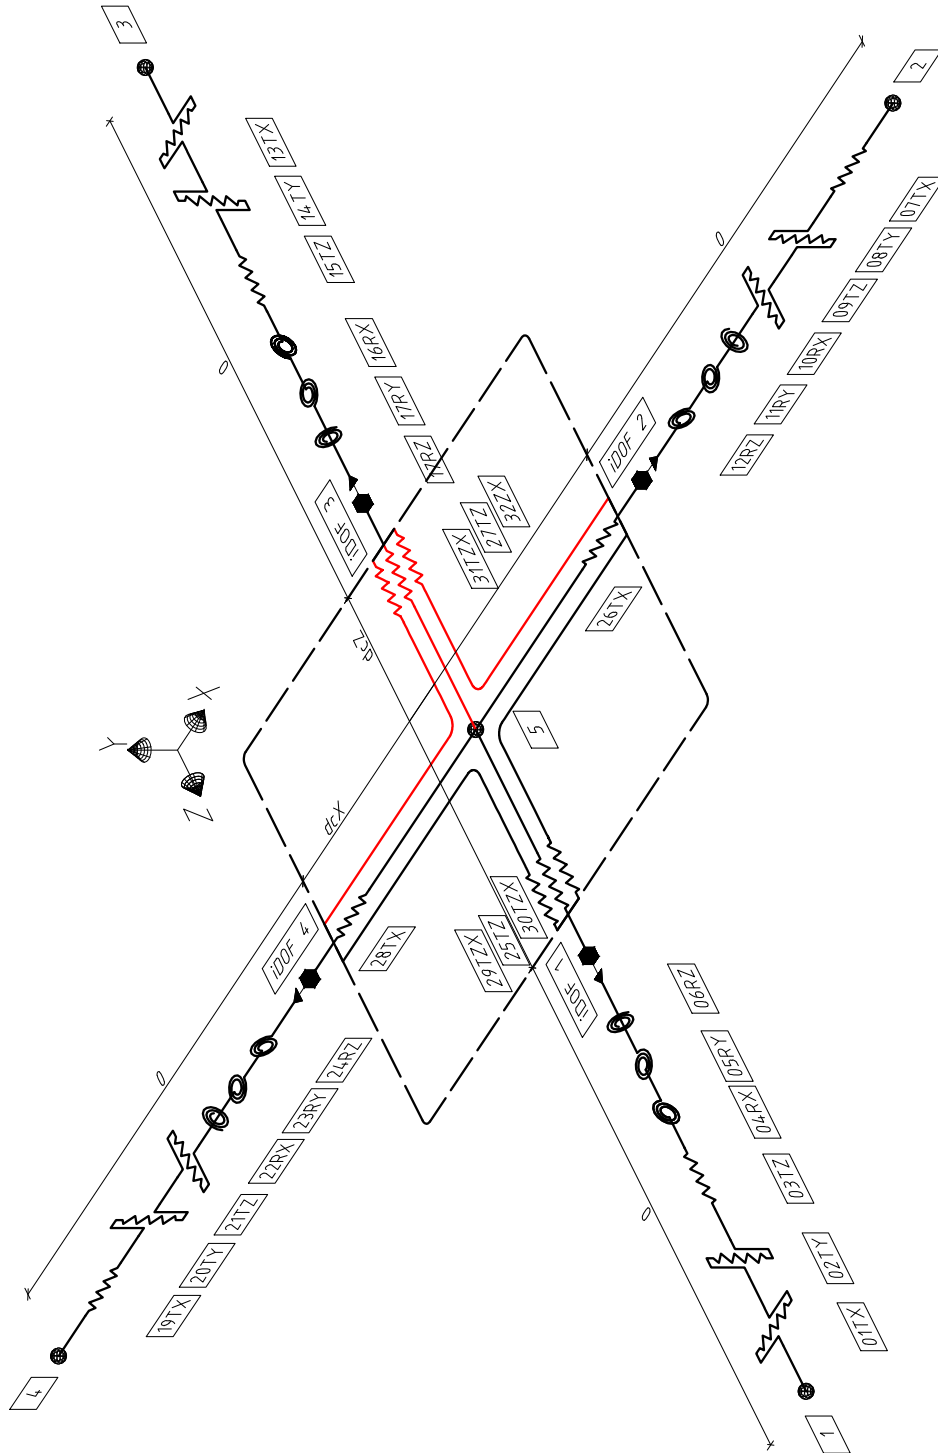 3
2
13TX
14TY
15TZ
0
0
07TX
08TY
09TZ
10RX
11RY
12RZ
16RX
17RY
17RZ
iDOF 2
iDOF 3
32ZX
27TZ
31TZX
26TX
dcZ
5
Y
X
Z
dcX
iDOF 4
28TX
30TZX
25TZ
29TZX
iDOF 1
06RZ
05RY
04RX
03TZ
02TY
01TX
0
0
24RZ
23RY
22RX
21TZ
20TY
19TX
4
1